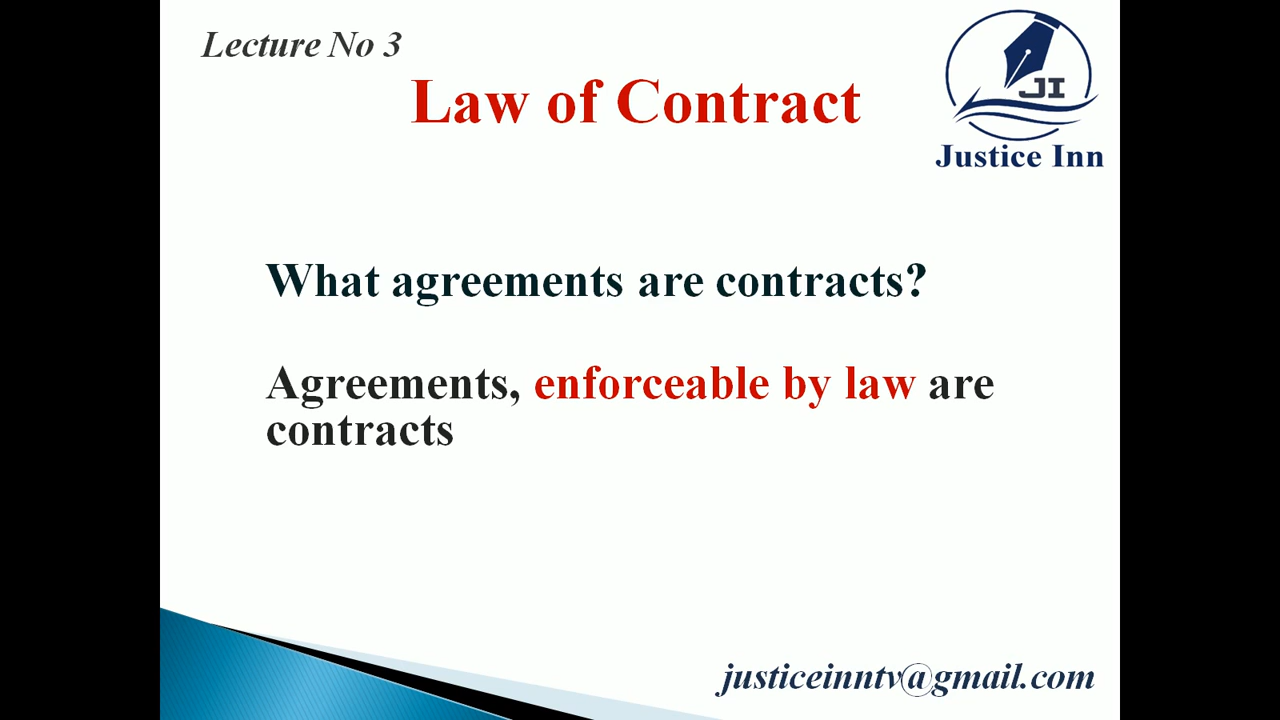 Lecture No 3
Law of Contract
JI
Justice Inn
What agreements are contracts?
Agreements, enforceable by law are
contracts
justiceinntv@gmail.com